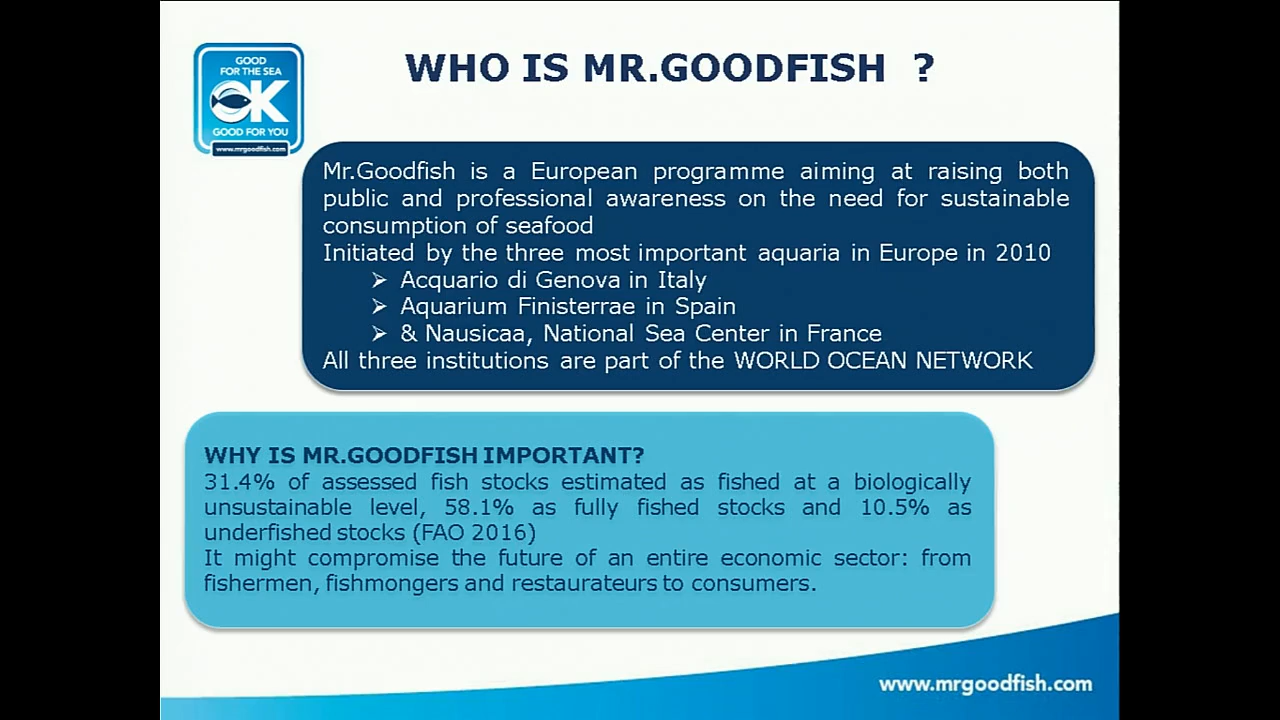 GOOD
FOR THE SEA
OK
GOOD FOR YOU
www.mrgoodfish.com
WHO IS MR.GOODFISH ?
Mr.Goodfish is a European programme aiming at raising both
public and professional awareness on the need for sustainable
consumption of seafood
Initiated by the three most important aquaria in Europe in 2010
➢ Acquario di Genova in Italy
➢ Aquarium Finisterrae in Spain
➢ & Nausicaa, National Sea Center in France
All three institutions are part of the WORLD OCEAN NETWORK
WHY IS MR.GOODFISH IMPORTANT?
31.4% of assessed fish stocks estimated as fished at a biologically
unsustainable level, 58.1% as fully fished stocks and 10.5% as
underfished stocks (FAO 2016)
It might compromise the future of an entire economic sector: from
fishermen, fishmongers and restaurateurs to consumers.
www.mrgoodfish.com